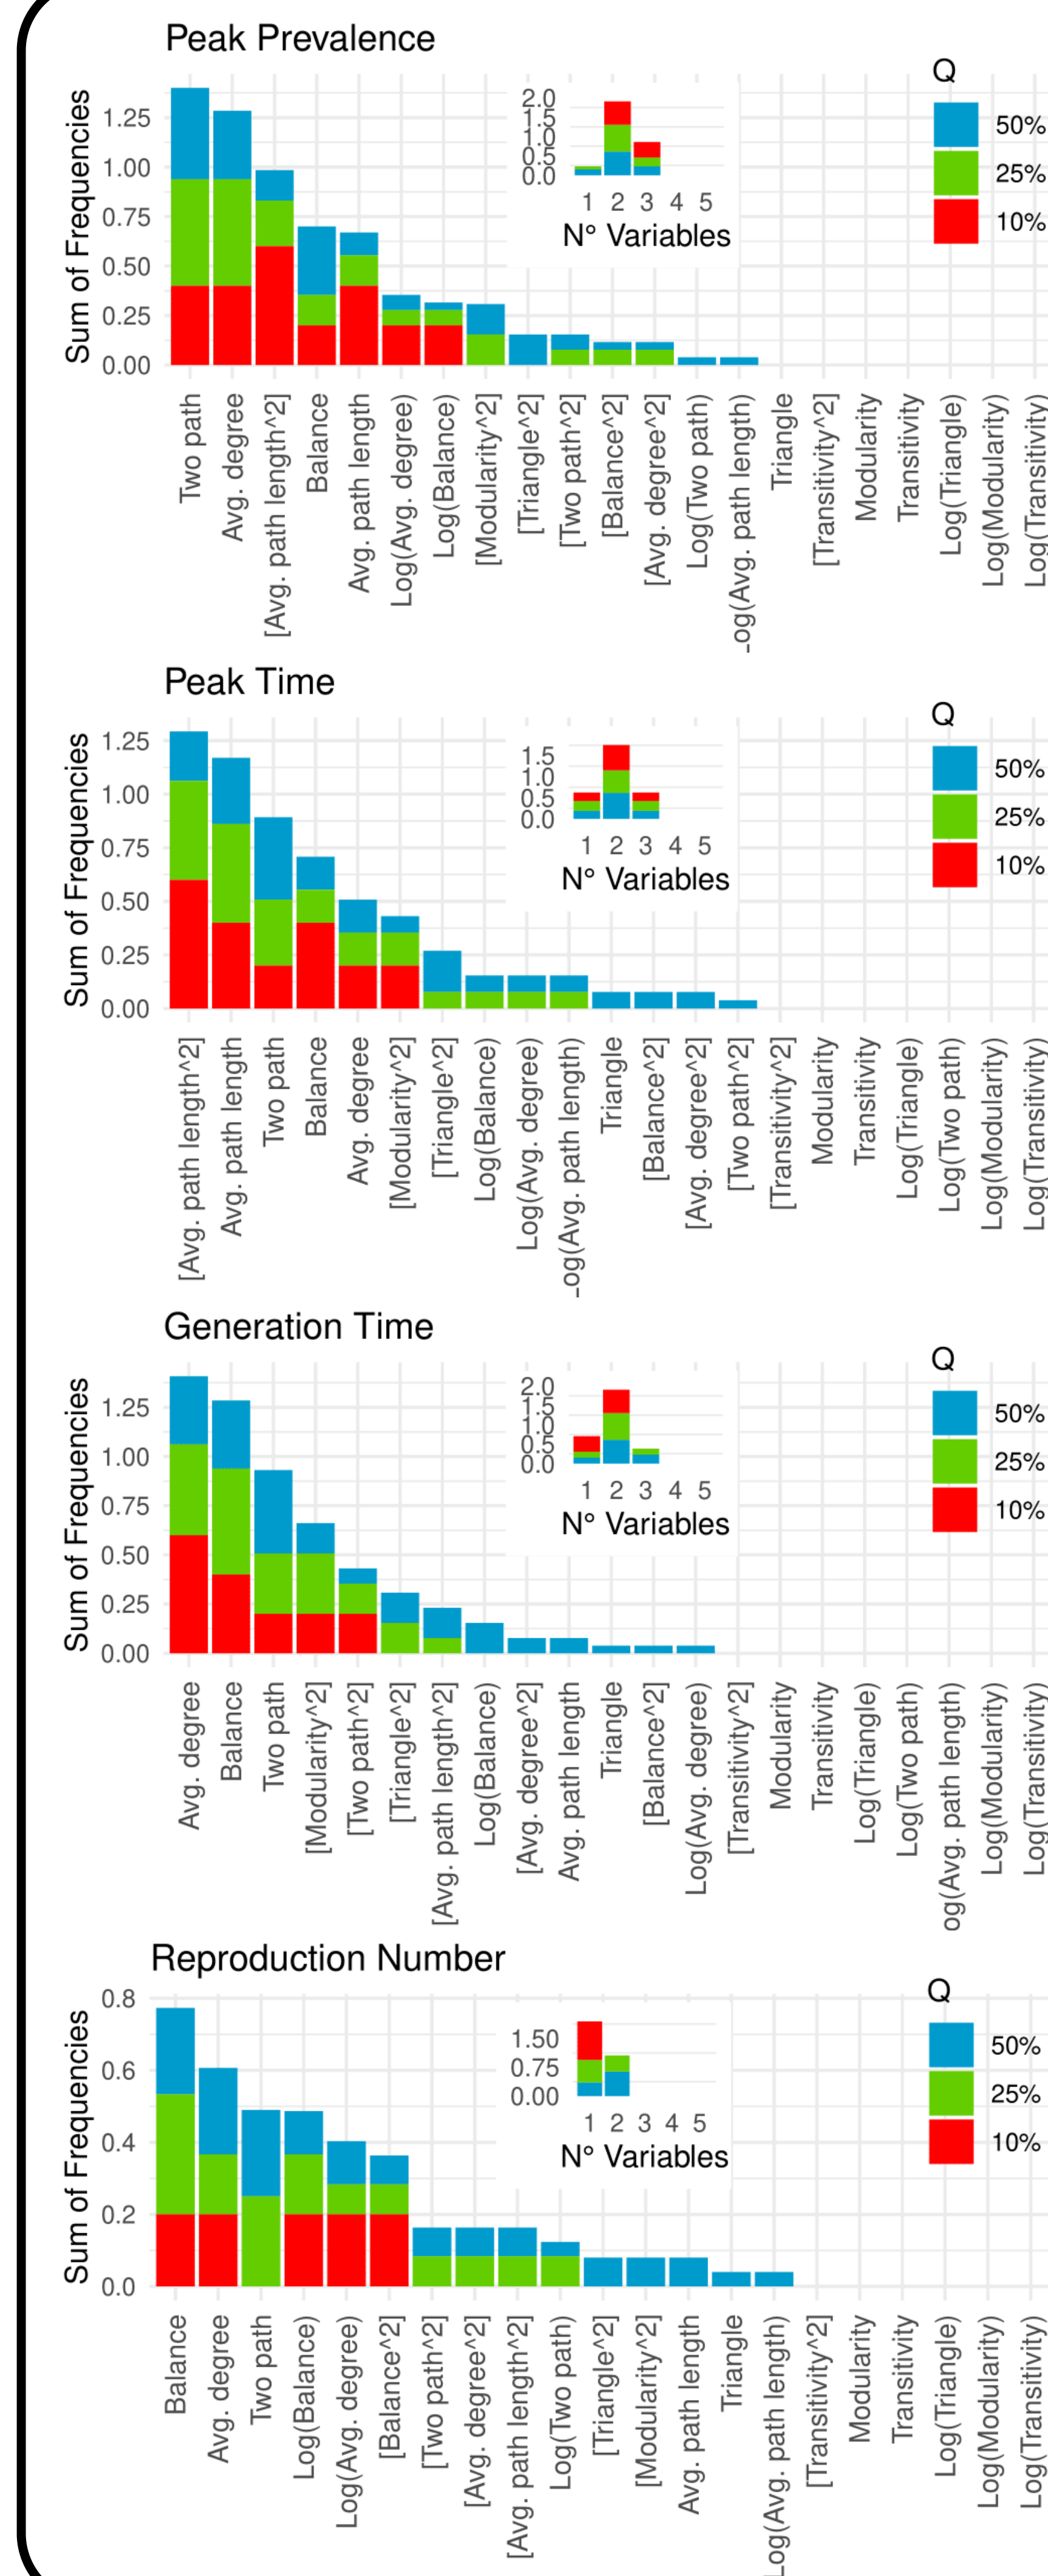 Peak Prevalence
Q
50%
25%
10%
Sum of Frequencies
1.25
1.00
0.75
0.50
0.25
0.00
2.0
1.5
1.0
0.5
0.0
1 2 3 4 5
N° Variables
Two path
Avg. degree
[Avg. path length^2]
Balance
Avg. path length
Log(Avg. degree)
Log(Balance)
[Modularity^2]
[Triangle^2]
[Two path^2]
[Balance^2]
[Avg. degree^2]
Log(Two path)
Log(Avg. path length)
Triangle
[Transitivity^2]
Modularity
Transitivity
Log(Triangle)
Log(Modularity)
Log(Transitivity)
Peak Time
Q
50%
25%
10%
Sum of Frequencies
1.25
1.00
0.75
0.50
0.25
0.00
1.5
1.0
0.5
0.0
1 2 3 4 5
N° Variables
[Avg. path length^2]
Avg. path length
Two path
Balance
Avg. degree
[Modularity^2]
[Triangle^2]
Log(Balance)
Log(Avg. degree)
Log(Avg. path length)
Triangle
[Balance^2]
[Avg. degree^2]
[Two path^2]
[Transitivity^2]
Modularity
Transitivity
Log(Triangle)
Log(Two path)
Log(Modularity)
Log(Transitivity)
Generation Time
Q
50%
25%
10%
Sum of Frequencies
1.25
1.00
0.75
0.50
0.25
0.00
2.0
1.5
1.0
0.5
0.0
1 2 3 4 5
N° Variables
Avg. degree
Balance
Two path
[Modularity^2]
[Two path^2]
[Triangle^2]
[Avg. path length^2]
Log(Balance)
[Avg. degree^2]
Avg. path length
Triangle
[Balance^2]
Log(Avg. degree)
[Transitivity^2]
Modularity
Transitivity
Log(Triangle)
Log(Two path)
og(Avg. path length)
Log(Modularity)
Log(Transitivity)
Reproduction Number
Q
50%
25%
10%
Sum of Frequencies
0.8
0.6
0.4
0.2
0.0
1.50
0.75
0.00
1 2 3 4 5
N° Variables
Balance
Avg. degree
Two path
Log(Balance)
Log(Avg. degree)
[Balance^2]
[Two path^2]
[Avg. degree^2]
[Avg. path length^2]
Log(Two path)
[Triangle^2]
[Modularity^2]
Avg. path length
Triangle
Log(Avg. path length)
[Transitivity^2]
Modularity
Transitivity
Log(Triangle)
Log(Modularity)
Log(Transitivity)